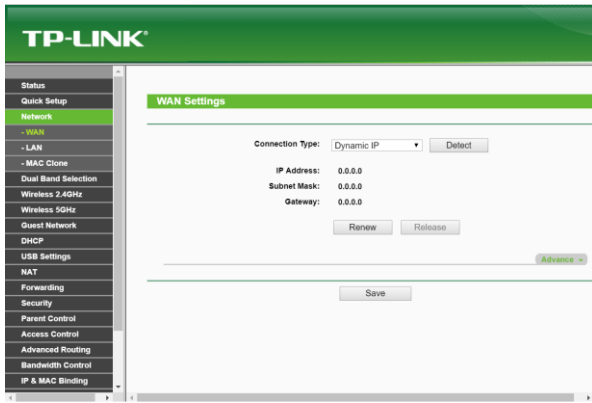 TP-LINK®
Status
Quick Setup
Network
- WAN
- LAN
- MAC Clone
Dual Band Selection
Wireless 2.4GHz
Wireless 5GHz
Guest Network
DHCP
USB Settings
NAT
Forwarding
Security
Parent Control
Access Control
Advanced Routing
Bandwidth Control
IP & MAC Binding
WAN Settings
Connection Type: Dynamic IP Detect
IP Address: 0.0.0.0
Subnet Mask: 0.0.0.0
Gateway: 0.0.0.0
Renew Release
Advance
Save